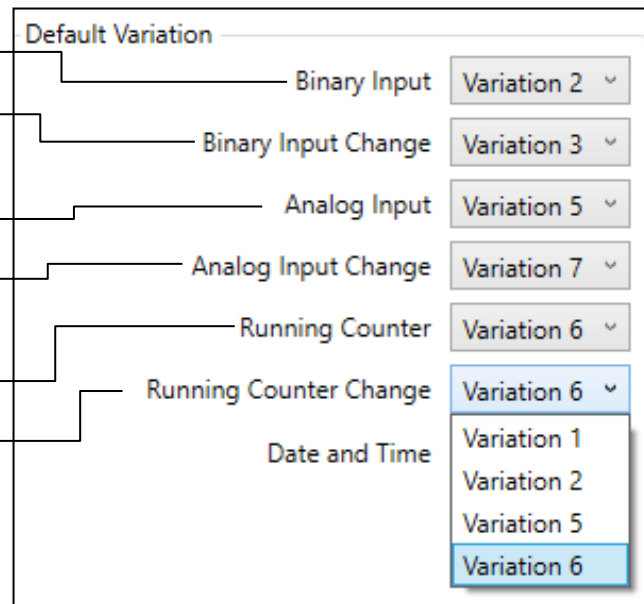 Default Variation
Binary Input Variation 2
Binary Input Change Variation 3
Analog Input Variation 5
Analog Input Change Variation 7
Running Counter Variation 6
Running Counter Change Variation 6
Date and Time
Variation 1
Variation 2
Variation 5
Variation 6